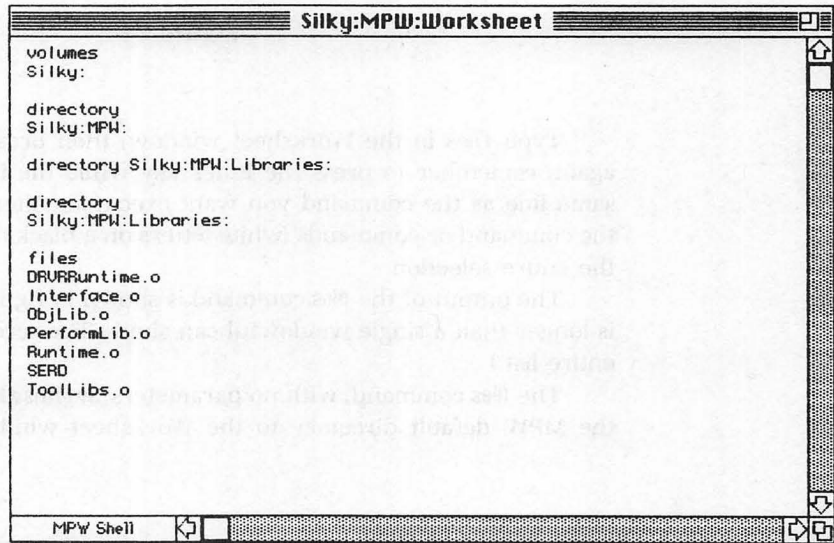 Silky:MPW:Worksheet
volumes
Silky:
directory
Silky:MPW:
directory Silky:MPW:Libraries:
directory
Silky:MPW:Libraries:
files
DRVRRuntime.o
Interface.o
ObjLib.o
PerformLib.o
Runtime.o
SERD
ToolLibs.o
MPW Shell